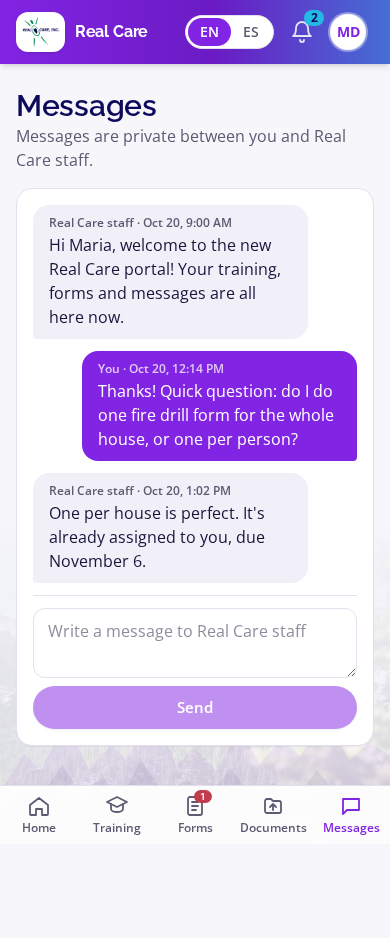 Real Care
EN
ES
2
MD
Messages
Messages are private between you and Real
Care staff.
Real Care staff · Oct 20, 9:00 AM
Hi Maria, welcome to the new
Real Care portal! Your training,
forms and messages are all
here now.
You · Oct 20, 12:14 PM
Thanks! Quick question: do I do
one fire drill form for the whole
house, or one per person?
Real Care staff · Oct 20, 1:02 PM
One per house is perfect. It's
already assigned to you, due
November 6.
Write a message to Real Care staff
Send
1
Home
Training
Forms
Documents
Messages